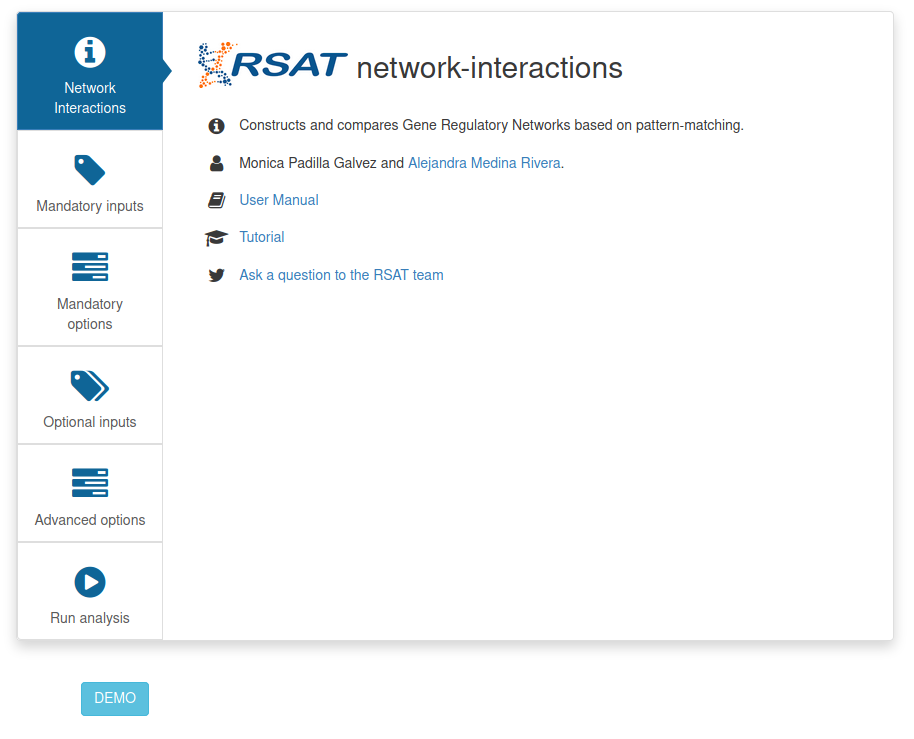 Network
Interactions
Mandatory inputs
Mandatory
options
Optional inputs
Advanced options
Run analysis
RSAT network-interactions
Constructs and compares Gene Regulatory Networks based on pattern-matching.
Monica Padilla Galvez and Alejandra Medina Rivera.
User Manual
Tutorial
Ask a question to the RSAT team
DEMO